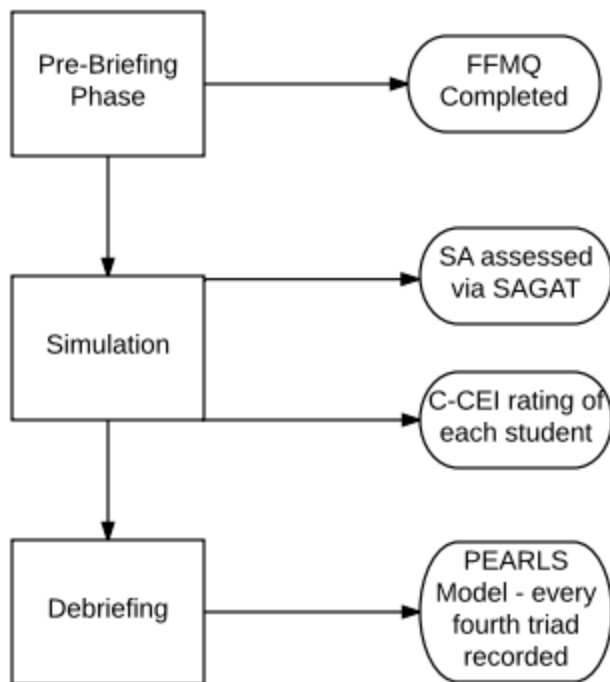 Pre-Briefing
Phase
FFMQ
Completed
SA assessed
via SAGAT
Simulation
C-CEI rating of
each student
Debriefing
PEARLS
Model - every
fourth triad
recorded